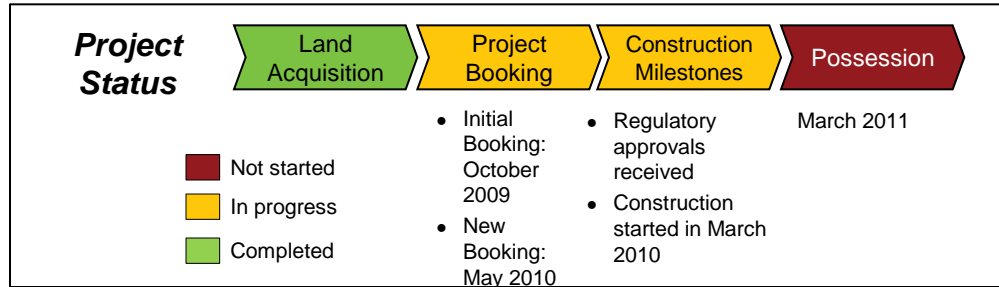 Project
Status
Land
Acquisition
Project
Booking
Construction
Milestones
Possession
• Initial
Booking:
October
2009
• New
Booking:
May 2010
• Regulatory
approvals
received
• Construction
started in March
2010
March 2011
Not started
In progress
Completed